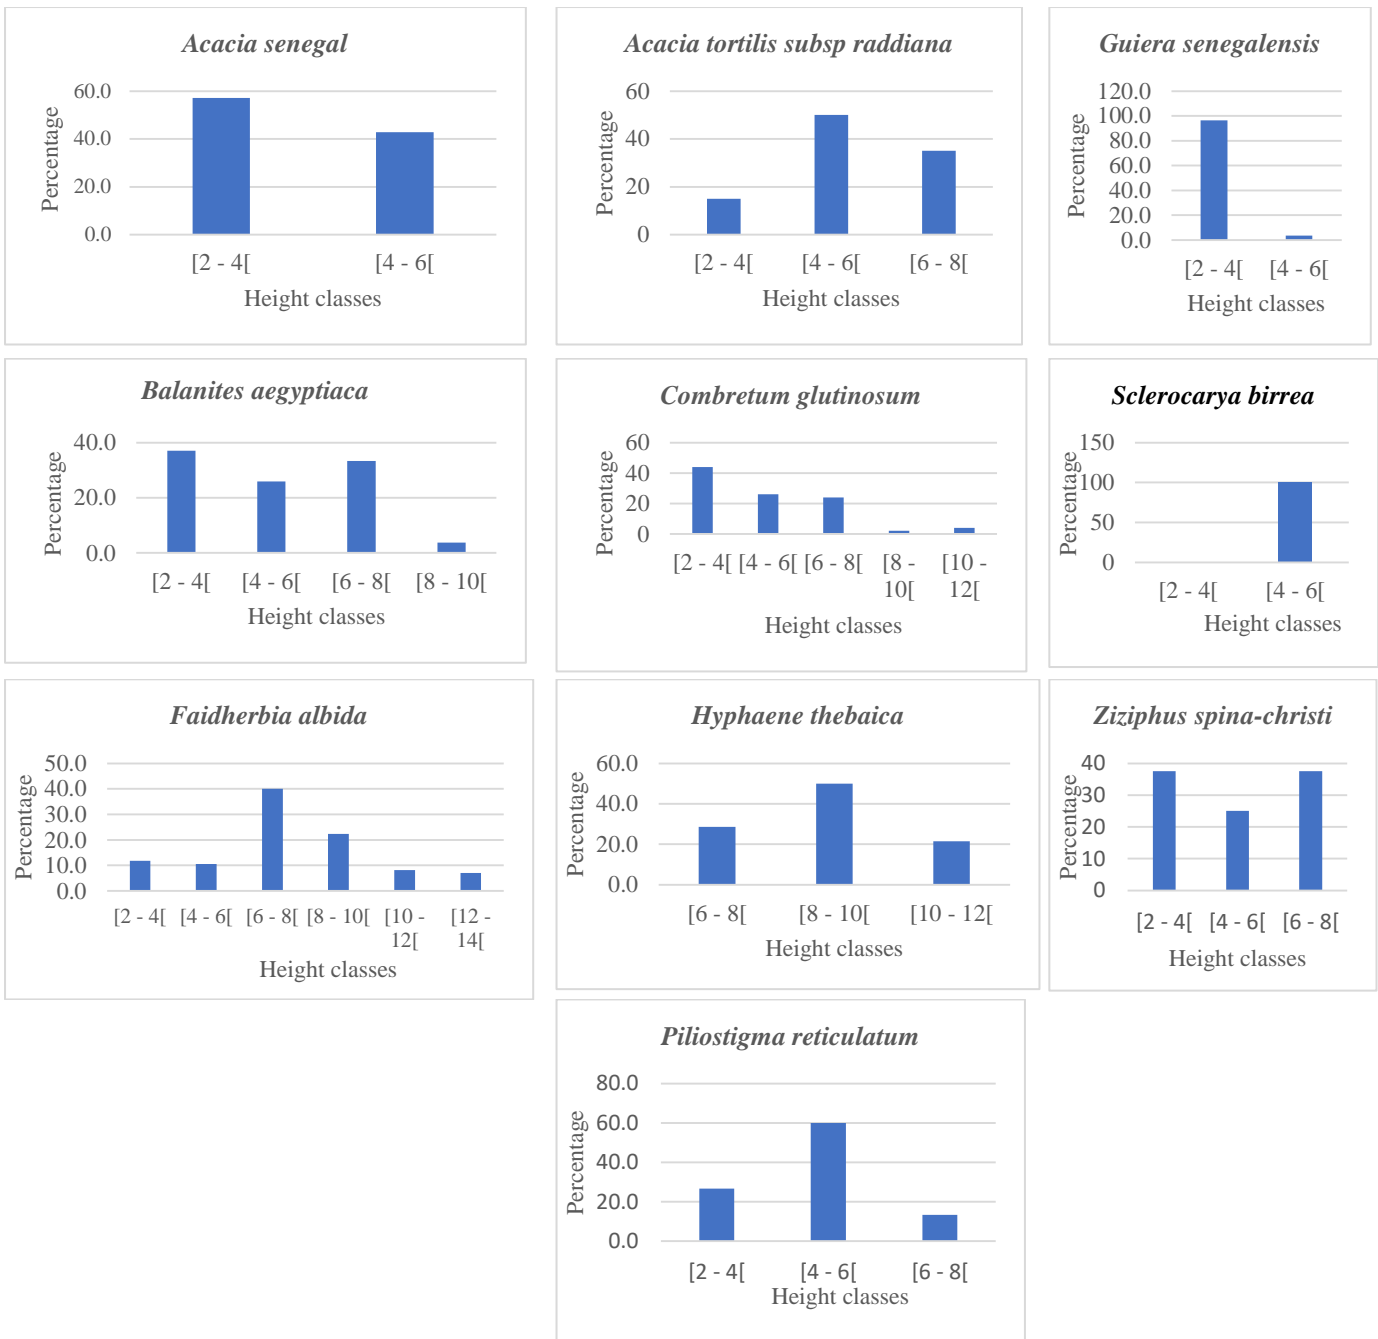 Acacia senegal
Percentage
60.0
40.0
20.0
0.0
[2 - 4[ [4 - 6[
Height classes
Acacia tortilis subsp raddiana
Percentage
60
40
20
0
[2 - 4[ [4 - 6[ [6 - 8[
Height classes
Guiera senegalensis
Percentage
120.0
100.0
80.0
60.0
40.0
20.0
0.0
[2 - 4[ [4 - 6[
Height classes
Balanites aegyptiaca
Percentage
40.0
20.0
0.0
[2 - 4[ [4 - 6[ [6 - 8[ [8 - 10[
Height classes
Combretum glutinosum
Percentage
60
40
20
0
[2 - 4[ [4 - 6[ [6 - 8[ [8 - [10 -
10[ 12[
Height classes
Sclerocarya birrea
Percentage
150
100
50
0
[2 - 4[ [4 - 6[
Height classes
Faidherbia albida
Percentage
50.0
40.0
30.0
20.0
10.0
0.0
[2 - 4[ [4 - 6[ [6 - 8[ [8 - 10[ [10 - [12 -
12[ 14[
Height classes
Hyphaene thebaica
Percentage
60.0
40.0
20.0
0.0
[6 - 8[ [8 - 10[ [10 - 12[
Height classes
Ziziphus spina-christi
Percentage
40
30
20
10
0
[2 - 4[ [4 - 6[ [6 - 8[
Height classes
Piliostigma reticulatum
Percentage
80.0
60.0
40.0
20.0
0.0
[2 - 4[ [4 - 6[ [6 - 8[
Height classes